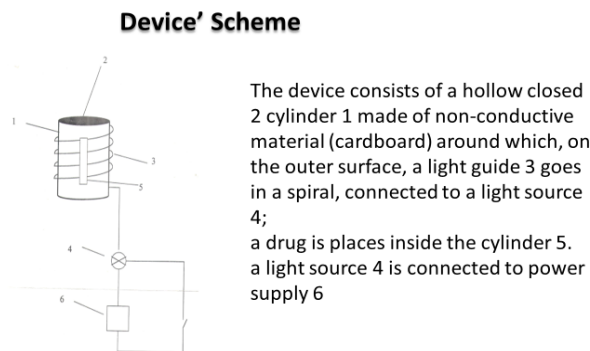 Device’ Scheme
2
1
3
5
4
6
The device consists of a hollow closed
2 cylinder 1 made of non-conductive
material (cardboard) around which, on
the outer surface, a light guide 3 goes
in a spiral, connected to a light source
4;
a drug is places inside the cylinder 5.
a light source 4 is connected to power
supply 6